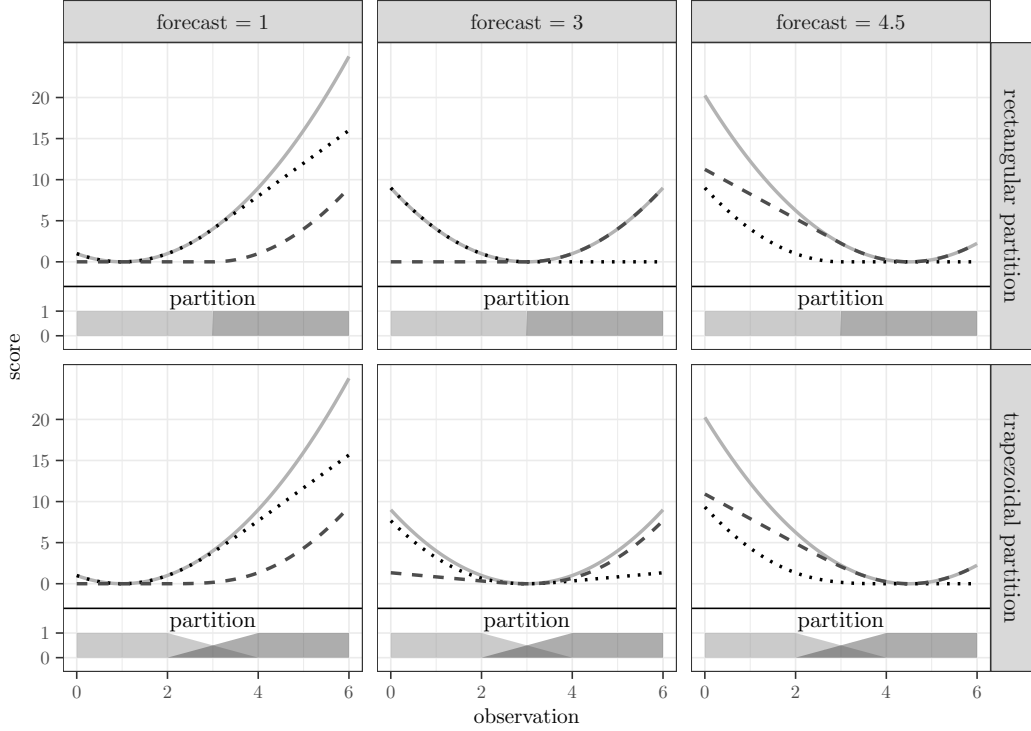 forecast = 1
forecast = 3
forecast = 4.5
20
15
10
5
0
rectangular partition
partition
partition
partition
1
0
score
20
15
10
5
0
trapezoidal partition
partition
partition
partition
1
0
0 2 4 6
0 2 4 6
0 2 4 6
observation